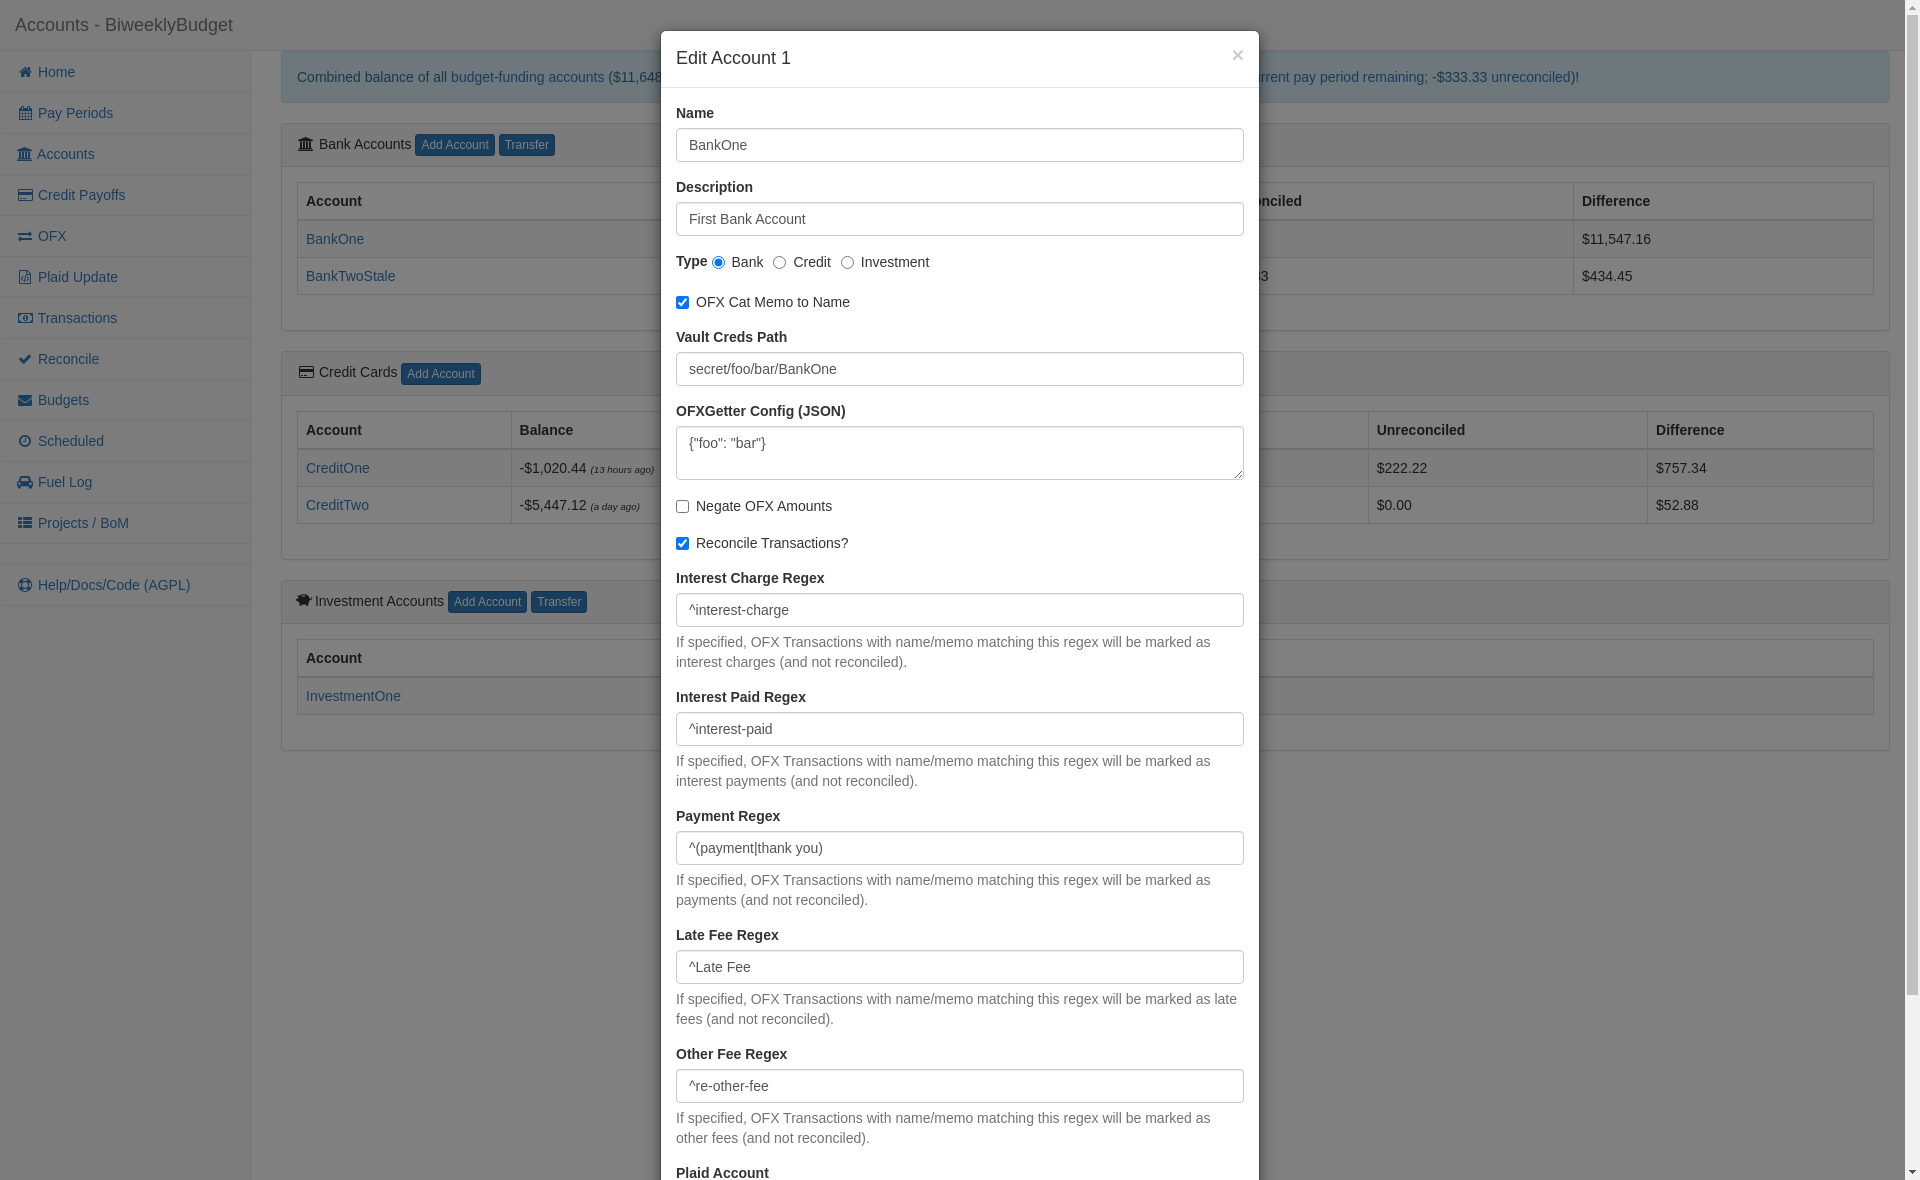 Accounts - BiweeklyBudget
Home
Pay Periods
Accounts
Credit Payoffs
OFX
Plaid Update
Transactions
Reconcile
Budgets
Scheduled
Fuel Log
Projects / BoM
Help/Docs/Code (AGPL)
Combined balance of all budget-funding accounts ($11,648
rrent pay period remaining; -$333.33 unreconciled)!
Bank Accounts Add Account Transfer
Account
nciled Difference
BankOne
$11,547.16
BankTwoStale
3 $434.45
Credit Cards Add Account
Account Balance
Unreconciled Difference
CreditOne -$1,020.44 (13 hours ago)
$222.22 $757.34
CreditTwo -$5,447.12 (a day ago)
$0.00 $52.88
Investment Accounts Add Account Transfer
Account
InvestmentOne
Edit Account 1 ×
Name
BankOne
Description
First Bank Account
Type Bank Credit Investment
OFX Cat Memo to Name
Vault Creds Path
secret/foo/bar/BankOne
OFXGetter Config (JSON)
{"foo": "bar"}
Negate OFX Amounts
Reconcile Transactions?
Interest Charge Regex
^interest-charge
If specified, OFX Transactions with name/memo matching this regex will be marked as
interest charges (and not reconciled).
Interest Paid Regex
^interest-paid
If specified, OFX Transactions with name/memo matching this regex will be marked as
interest payments (and not reconciled).
Payment Regex
^(payment|thank you)
If specified, OFX Transactions with name/memo matching this regex will be marked as
payments (and not reconciled).
Late Fee Regex
^Late Fee
If specified, OFX Transactions with name/memo matching this regex will be marked as late
fees (and not reconciled).
Other Fee Regex
^re-other-fee
If specified, OFX Transactions with name/memo matching this regex will be marked as
other fees (and not reconciled).
Plaid Account